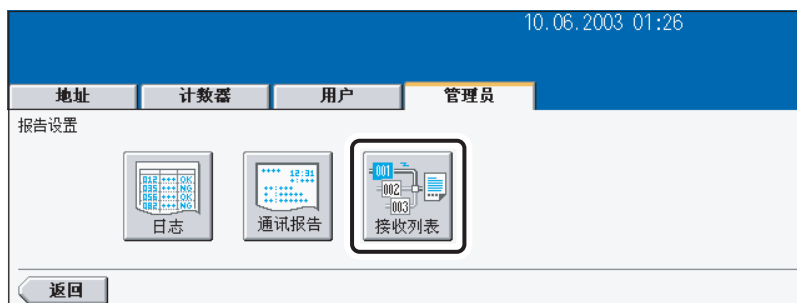 10.06.2003 01:26
地址 计数器 用户 管理员
报告设置
日志 通讯报告 接收列表
返回